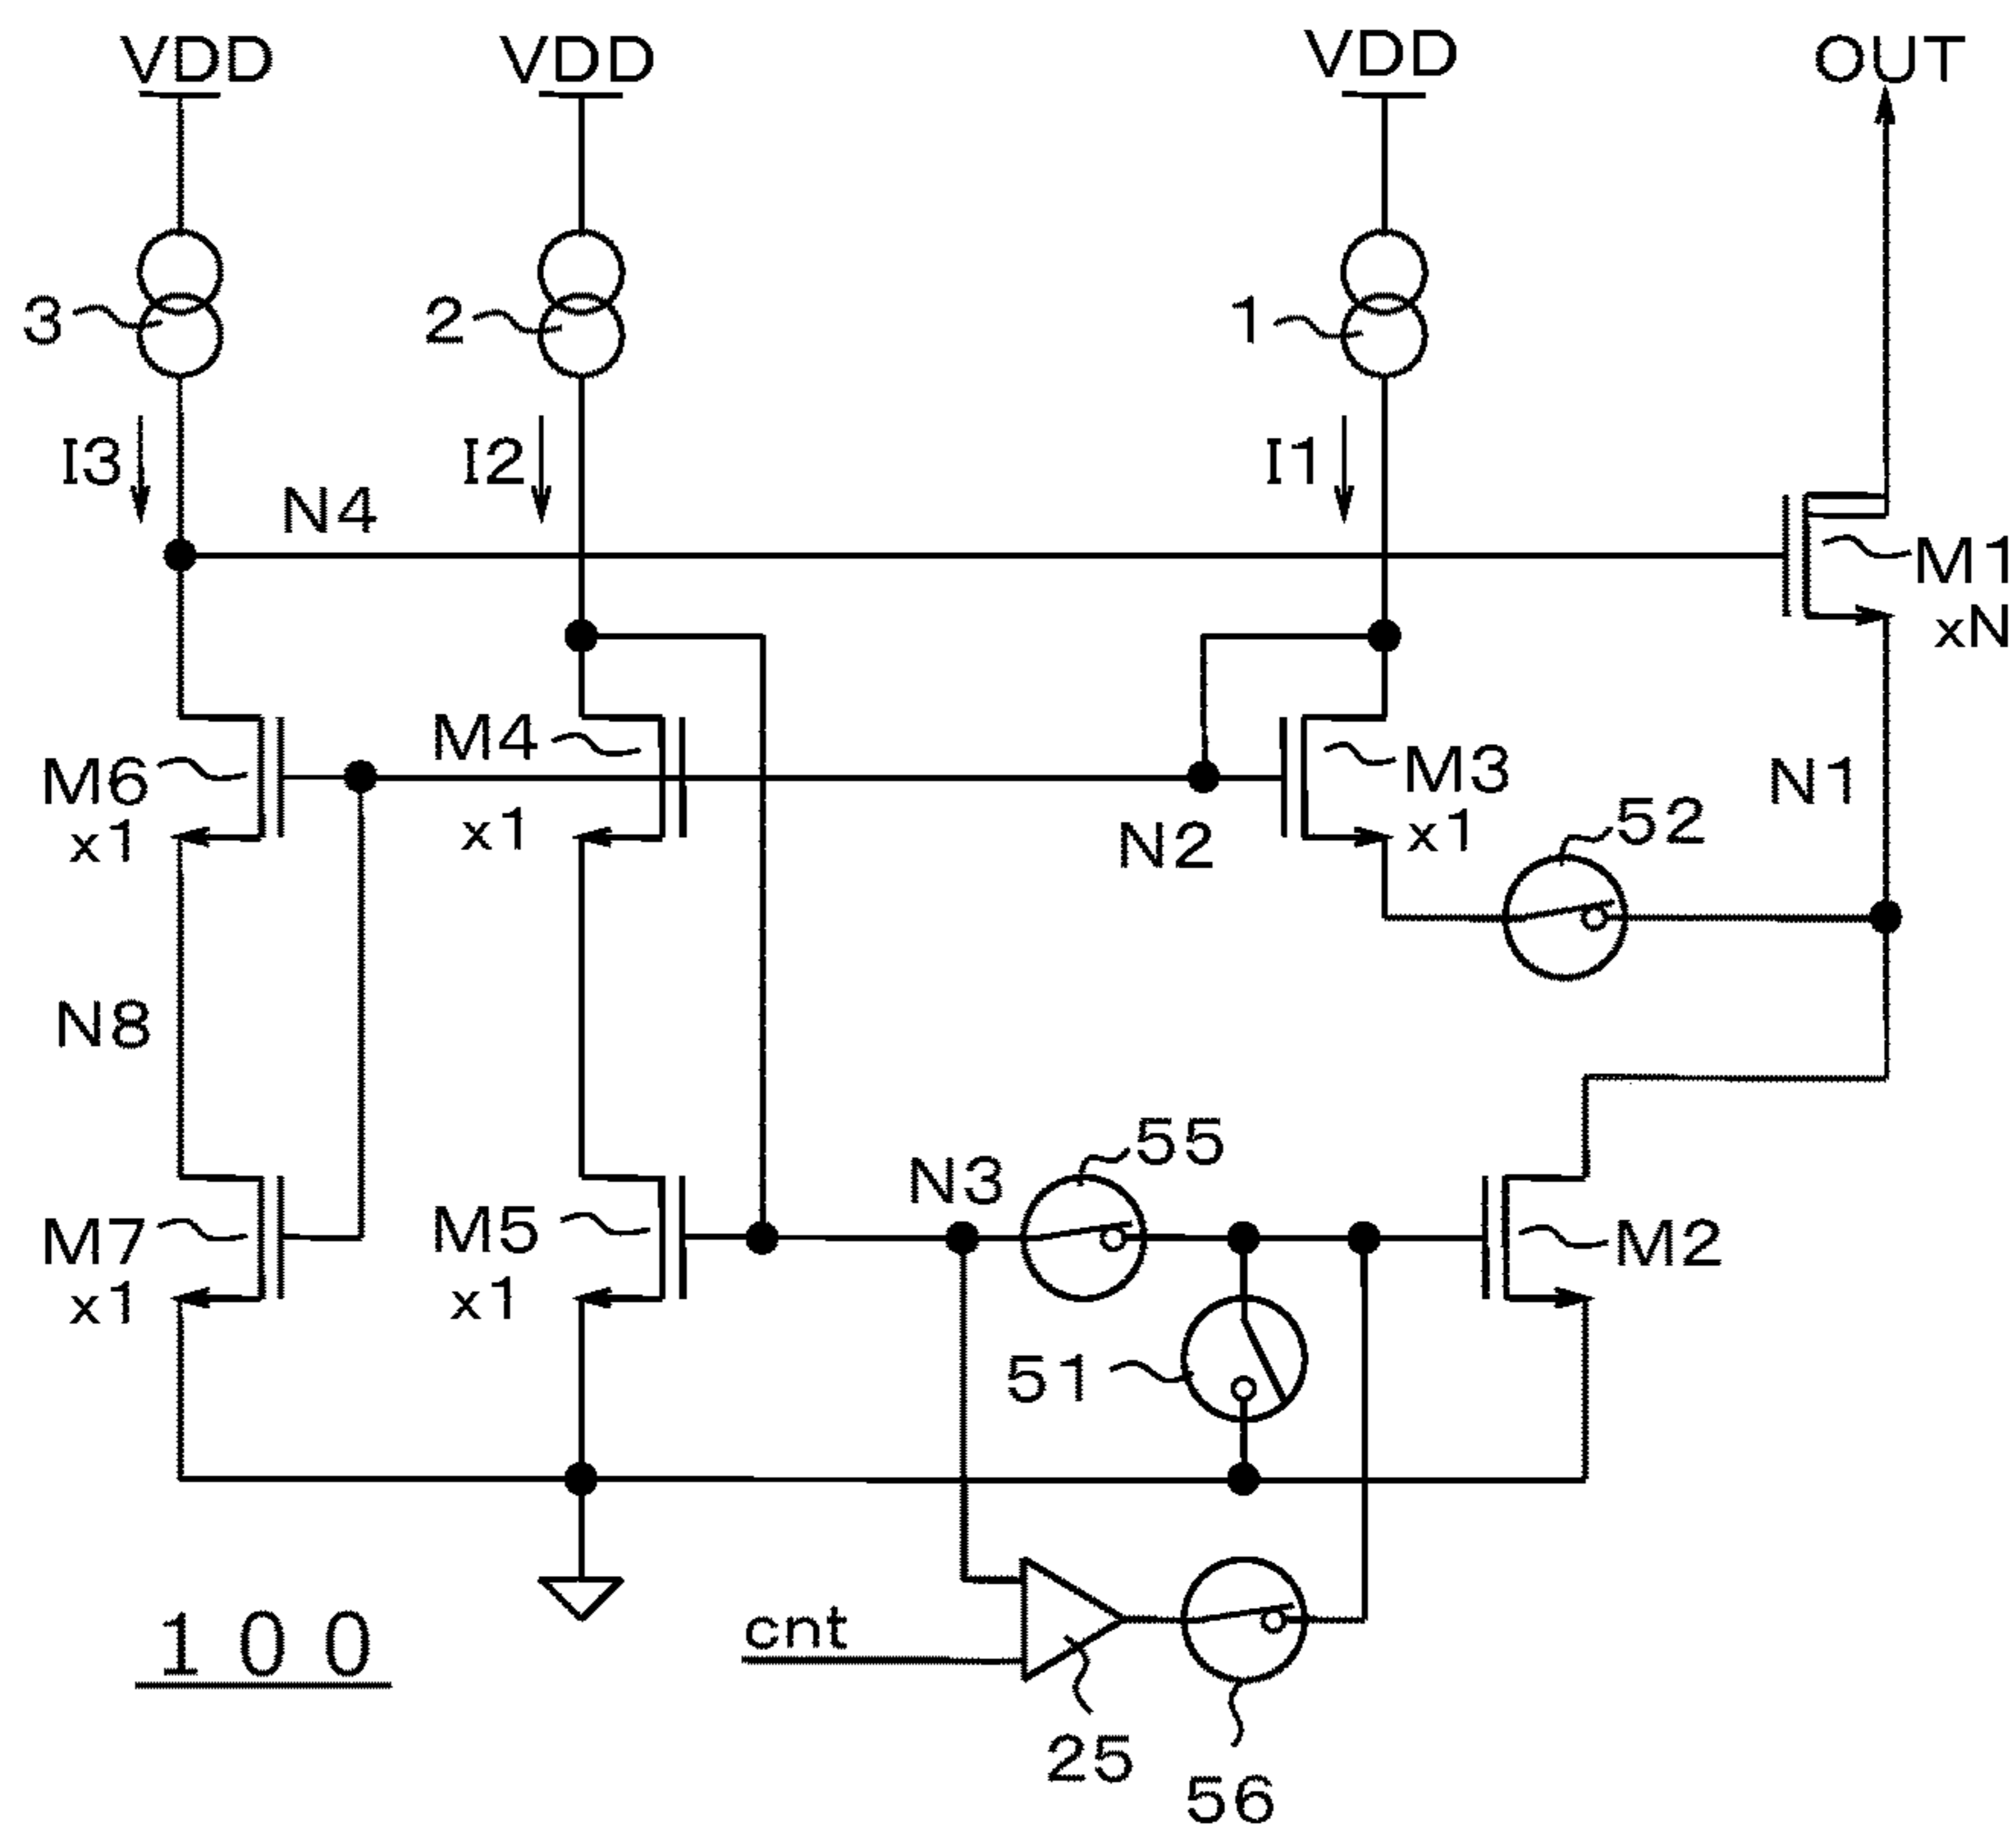 VDD VDD VDD OUT
3 2 1
I3 I2 I1
N4
M1
xN
M6 M4 M3 N1
x1 x1 x1
N2 52
N8
55
N3
M7 M5 M2
x1 x1
51
cnt
100
25
56